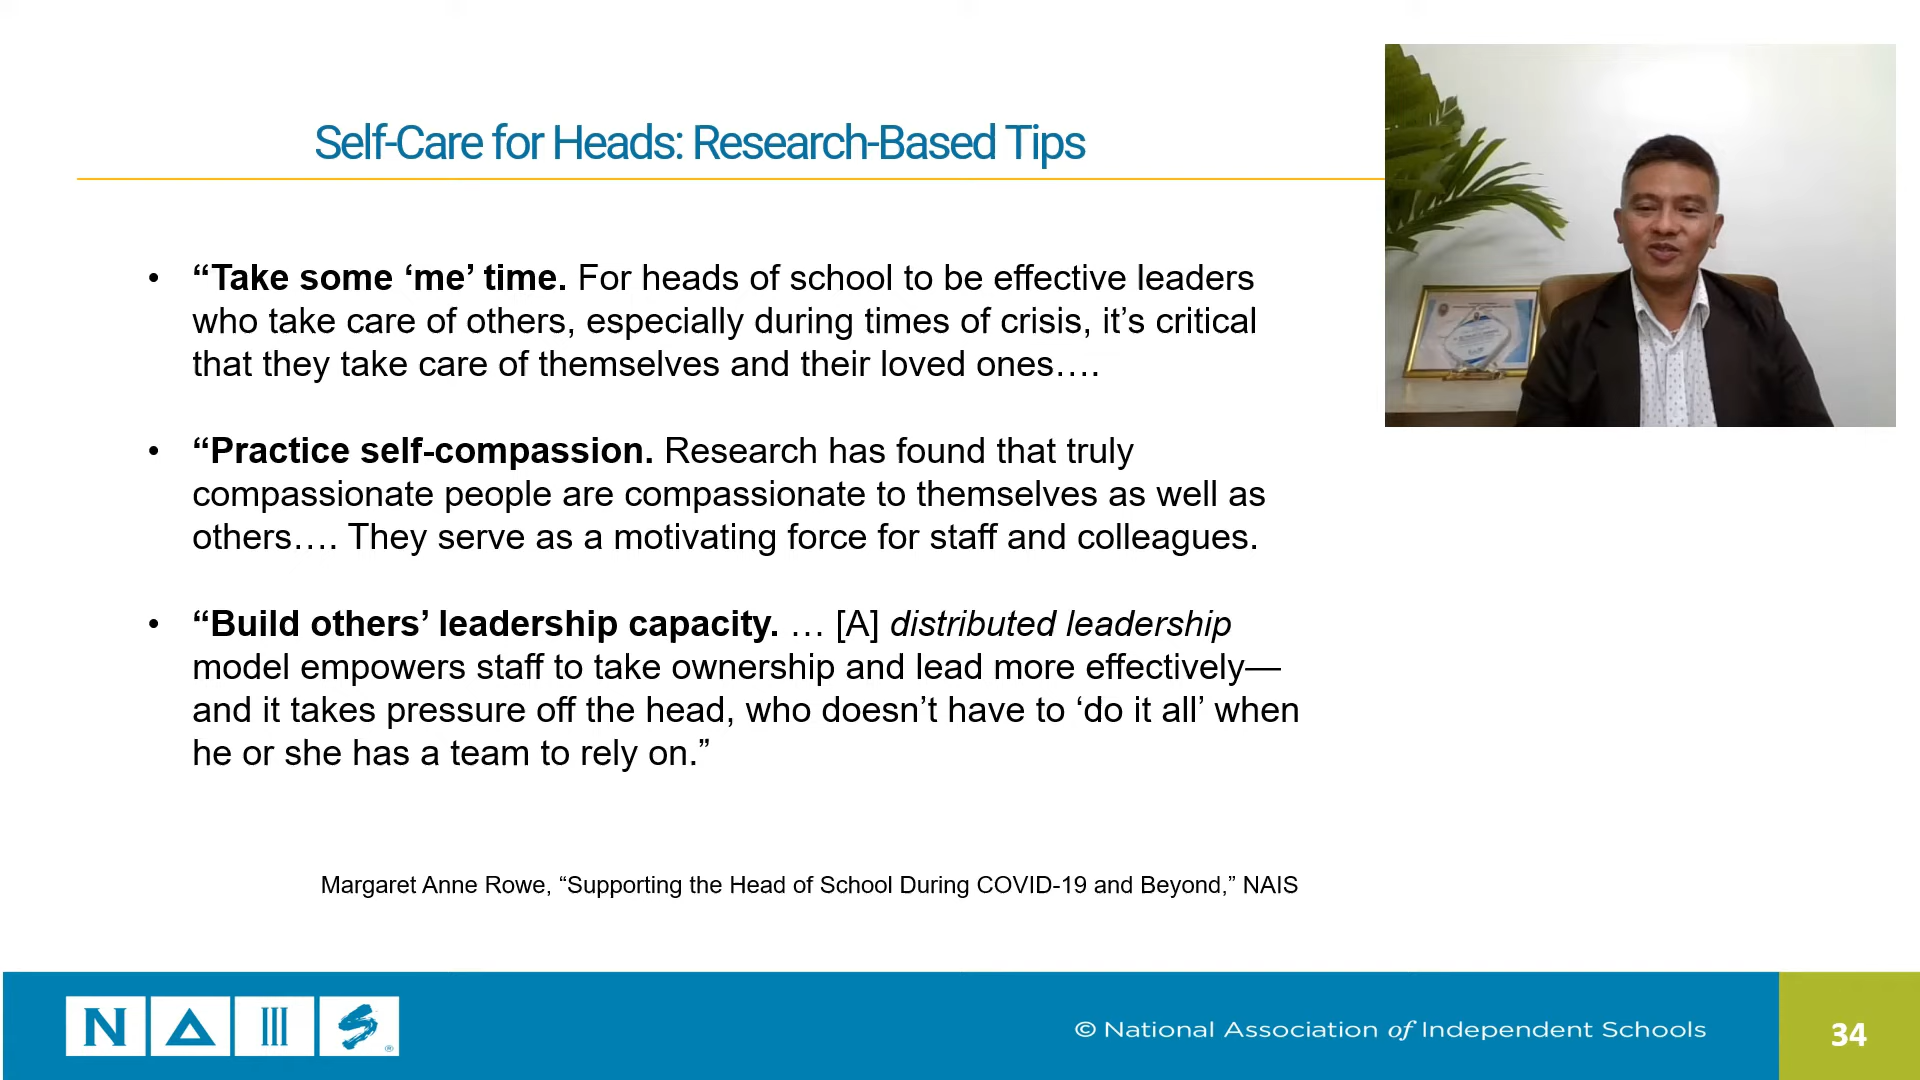 Self-Care for Heads: Research-Based Tips
• “Take some ‘me’ time. For heads of school to be effective leaders
who take care of others, especially during times of crisis, it’s critical
that they take care of themselves and their loved ones….
• “Practice self-compassion. Research has found that truly
compassionate people are compassionate to themselves as well as
others…. They serve as a motivating force for staff and colleagues.
• “Build others’ leadership capacity. … [A] distributed leadership
model empowers staff to take ownership and lead more effectively—
and it takes pressure off the head, who doesn’t have to ‘do it all’ when
he or she has a team to rely on.”
Margaret Anne Rowe, “Supporting the Head of School During COVID-19 and Beyond,” NAIS
NAIS®
© National Association of Independent Schools
34